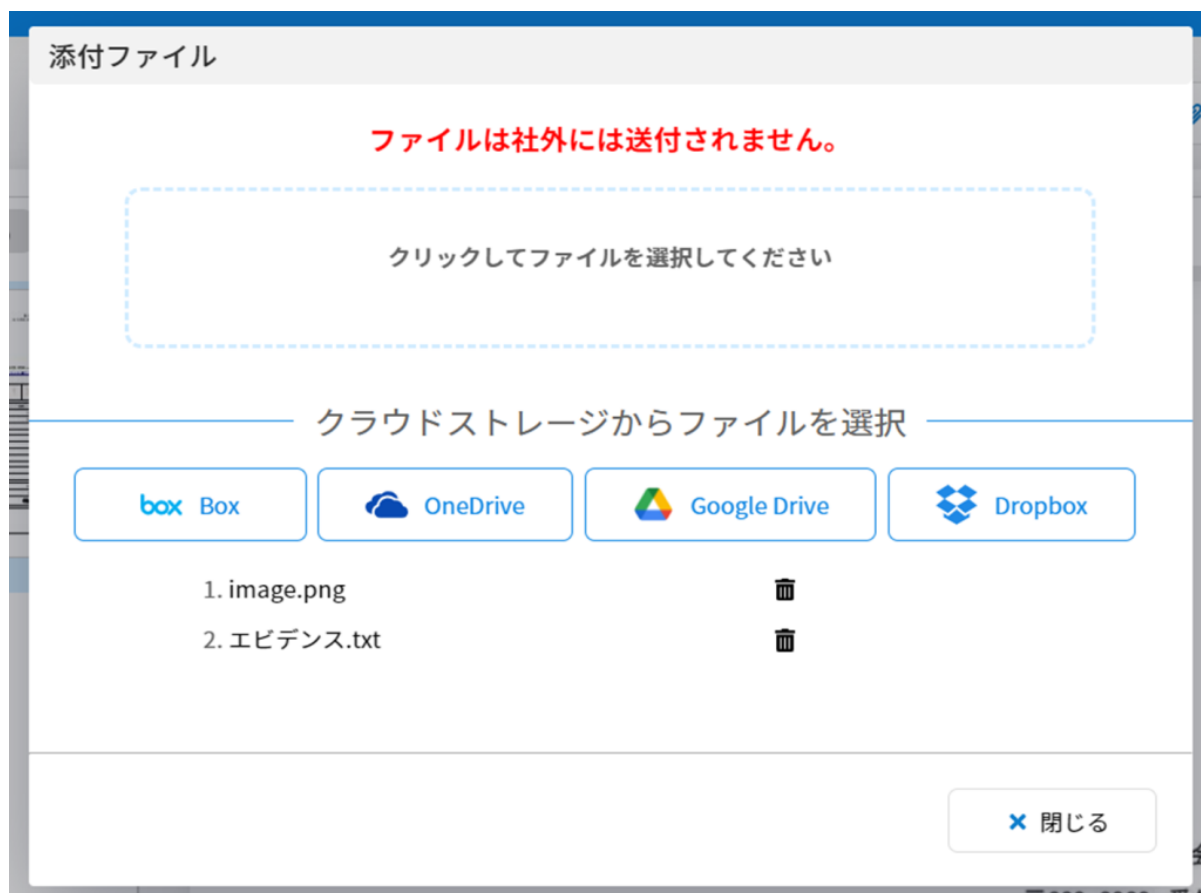 添付ファイル
ファイルは社外には送付されません。
クリックしてファイルを選択してください
クラウドストレージからファイルを選択
box Box
OneDrive
Google Drive
Dropbox
1. image.png
2. エビデンス.txt
× 閉じる